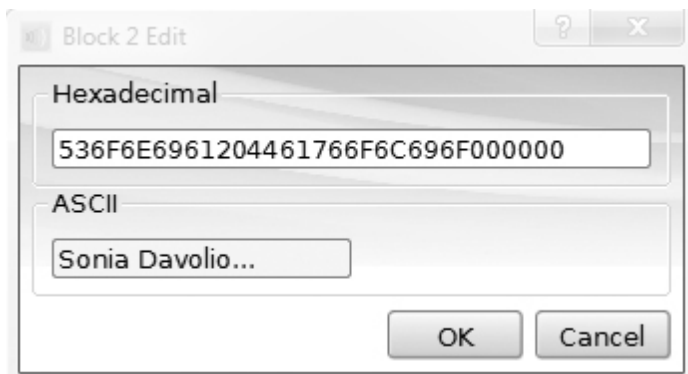 Block 2 Edit
Hexadecimal
536F6E6961204461766F6C696F000000
ASCII
Sonia Davolio...
OK Cancel